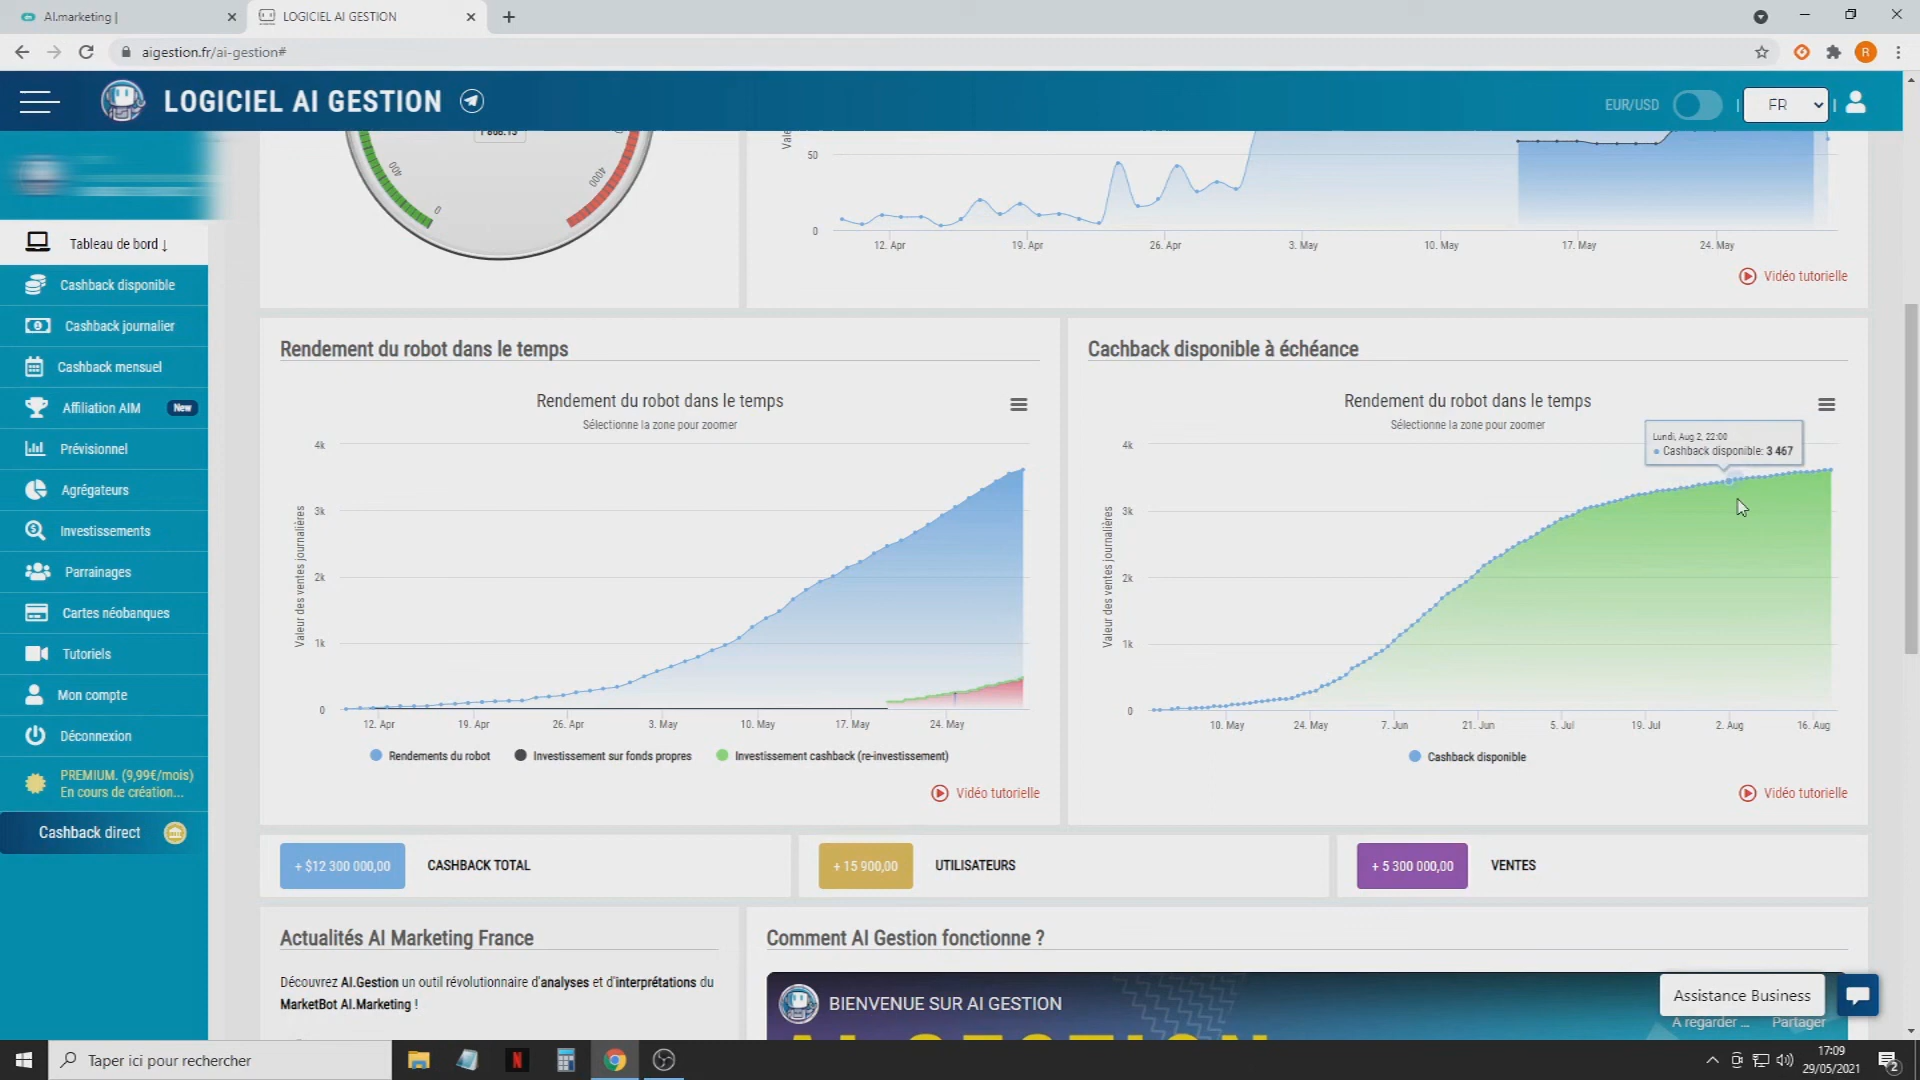 AI.marketing |
LOGICIEL AI GESTION
aigestion.fr/ai-gestion#
R
LOGICIEL AI GESTION
EUR/USD
|
FR
|
Tableau de bord ↓
Cashback disponible
Cashback journalier
Cashback mensuel
Affiliation AIM
New
Prévisionnel
Agrégateurs
Investissements
Parrainages
Cartes néobanques
Tutoriels
Mon compte
Déconnexion
PREMIUM. (9,99€/mois)
En cours de création...
Cashback direct
400
4000
0
50
0
12. Apr
19. Apr
26. Apr
3. May
10. May
17. May
24. May
Vidéo tutorielle
Rendement du robot dans le temps
Rendement du robot dans le temps
Sélectionne la zone pour zoomer
Valeur des ventes journalières
4k
3k
2k
1k
0
12. Apr
19. Apr
26. Apr
3. May
10. May
17. May
24. May
Rendements du robot
Investissement sur fonds propres
Investissement cashback (re-investissement)
Vidéo tutorielle
Cachback disponible à échéance
Rendement du robot dans le temps
Sélectionne la zone pour zoomer
Lundi, Aug 2, 22:00
Cashback disponible: 3 467
Valeur des ventes journalières
4k
3k
2k
1k
0
10. May
24. May
7. Jun
21. Jun
5. Jul
19. Jul
2. Aug
16. Aug
Cashback disponible
Vidéo tutorielle
+ $12 300 000,00
CASHBACK TOTAL
+ 15 900,00
UTILISATEURS
+ 5 300 000,00
VENTES
Actualités AI Marketing France
Découvrez AI.Gestion un outil révolutionnaire d'analyses et d'interprétations du
MarketBot AI.Marketing !
Comment AI Gestion fonctionne ?
BIENVENUE SUR AI GESTION
AI GESTION
Assistance Business
À regarder ...
Partager
Taper ici pour rechercher
17:09
29/05/2021
2